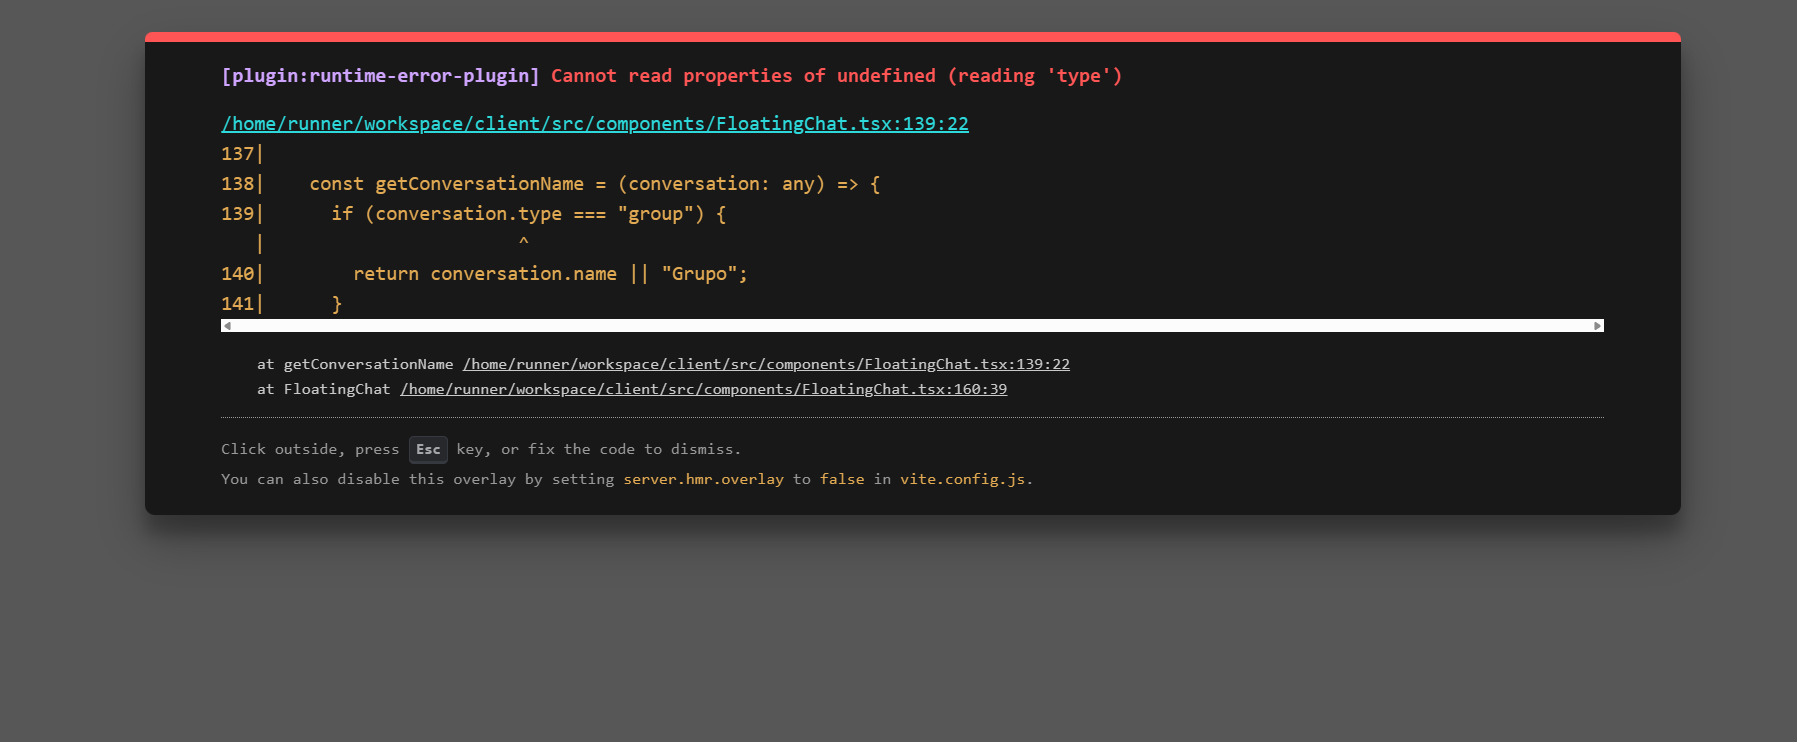 [plugin:runtime-error-plugin] Cannot read properties of undefined (reading 'type')
/home/runner/workspace/client/src/components/FloatingChat.tsx:139:22
137|
138|    const getConversationName = (conversation: any) => {
139|      if (conversation.type === "group") {
   |                       ^
140|        return conversation.name || "Grupo";
141|      }
at getConversationName /home/runner/workspace/client/src/components/FloatingChat.tsx:139:22
at FloatingChat /home/runner/workspace/client/src/components/FloatingChat.tsx:160:39
Click outside, press Esc key, or fix the code to dismiss.
You can also disable this overlay by setting server.hmr.overlay to false in vite.config.js.